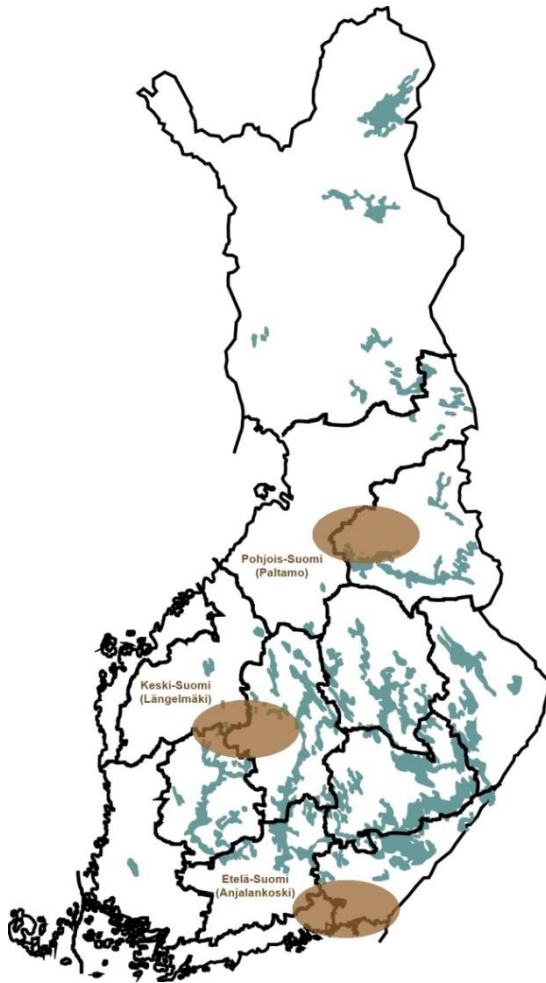 Pohjois-Suomi
(Paltamo)
Keski-Suomi
(Längelmäki)
Etelä-Suomi
(Anjalankoski)